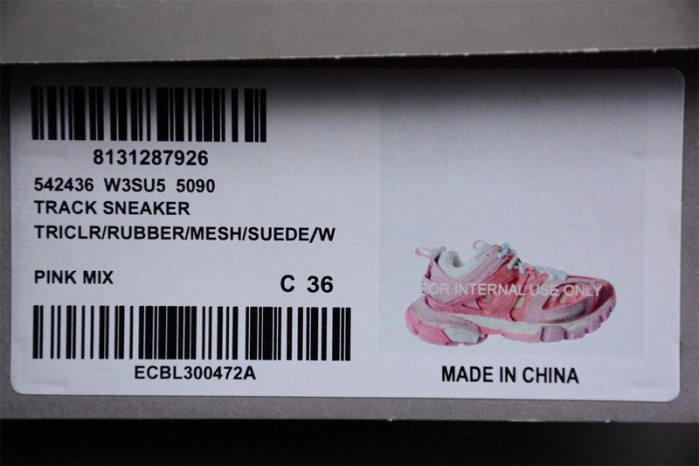 8131287926
542436 W3SU5 5090
TRACK SNEAKER
TRICLR/RUBBER/MESH/SUEDE/W
PINK MIX
C 36
ECBL300472A
FOR INTERNAL USE ONLY
MADE IN CHINA